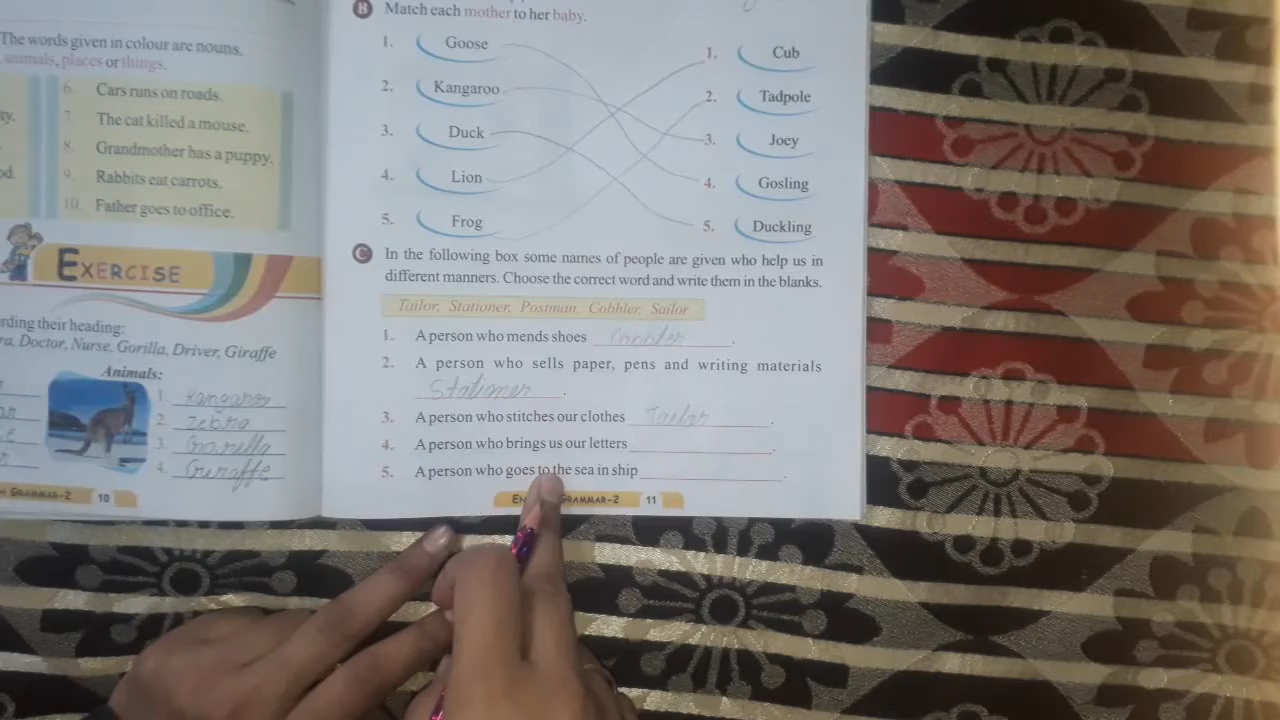 The words given in colour are nouns.
animals, places or things.
6. Cars runs on roads.
7. The cat killed a mouse.
8. Grandmother has a puppy.
9. Rabbits eat carrots.
10. Father goes to office.
EXERCISE
rding their heading:
ra, Doctor, Nurse, Gorilla, Driver, Giraffe
Animals:
1. Kangaroo
2. Zebra
3. Gorella
4. Giraffe
GRAMMAR-2 10
B Match each mother to her baby.
1. Goose 1. Cub
2. Kangaroo 2. Tadpole
3. Duck 3. Joey
4. Lion 4. Gosling
5. Frog 5. Duckling
C In the following box some names of people are given who help us in
different manners. Choose the correct word and write them in the blanks.
Tailor, Stationer, Postman, Cobbler, Sailor
1. A person who mends shoes Cobbler.
2. A person who sells paper, pens and writing materials
Stationer.
3. A person who stitches our clothes Tailor.
4. A person who brings us our letters ______.
5. A person who goes to the sea in ship ______.
GRAMMAR-2 11